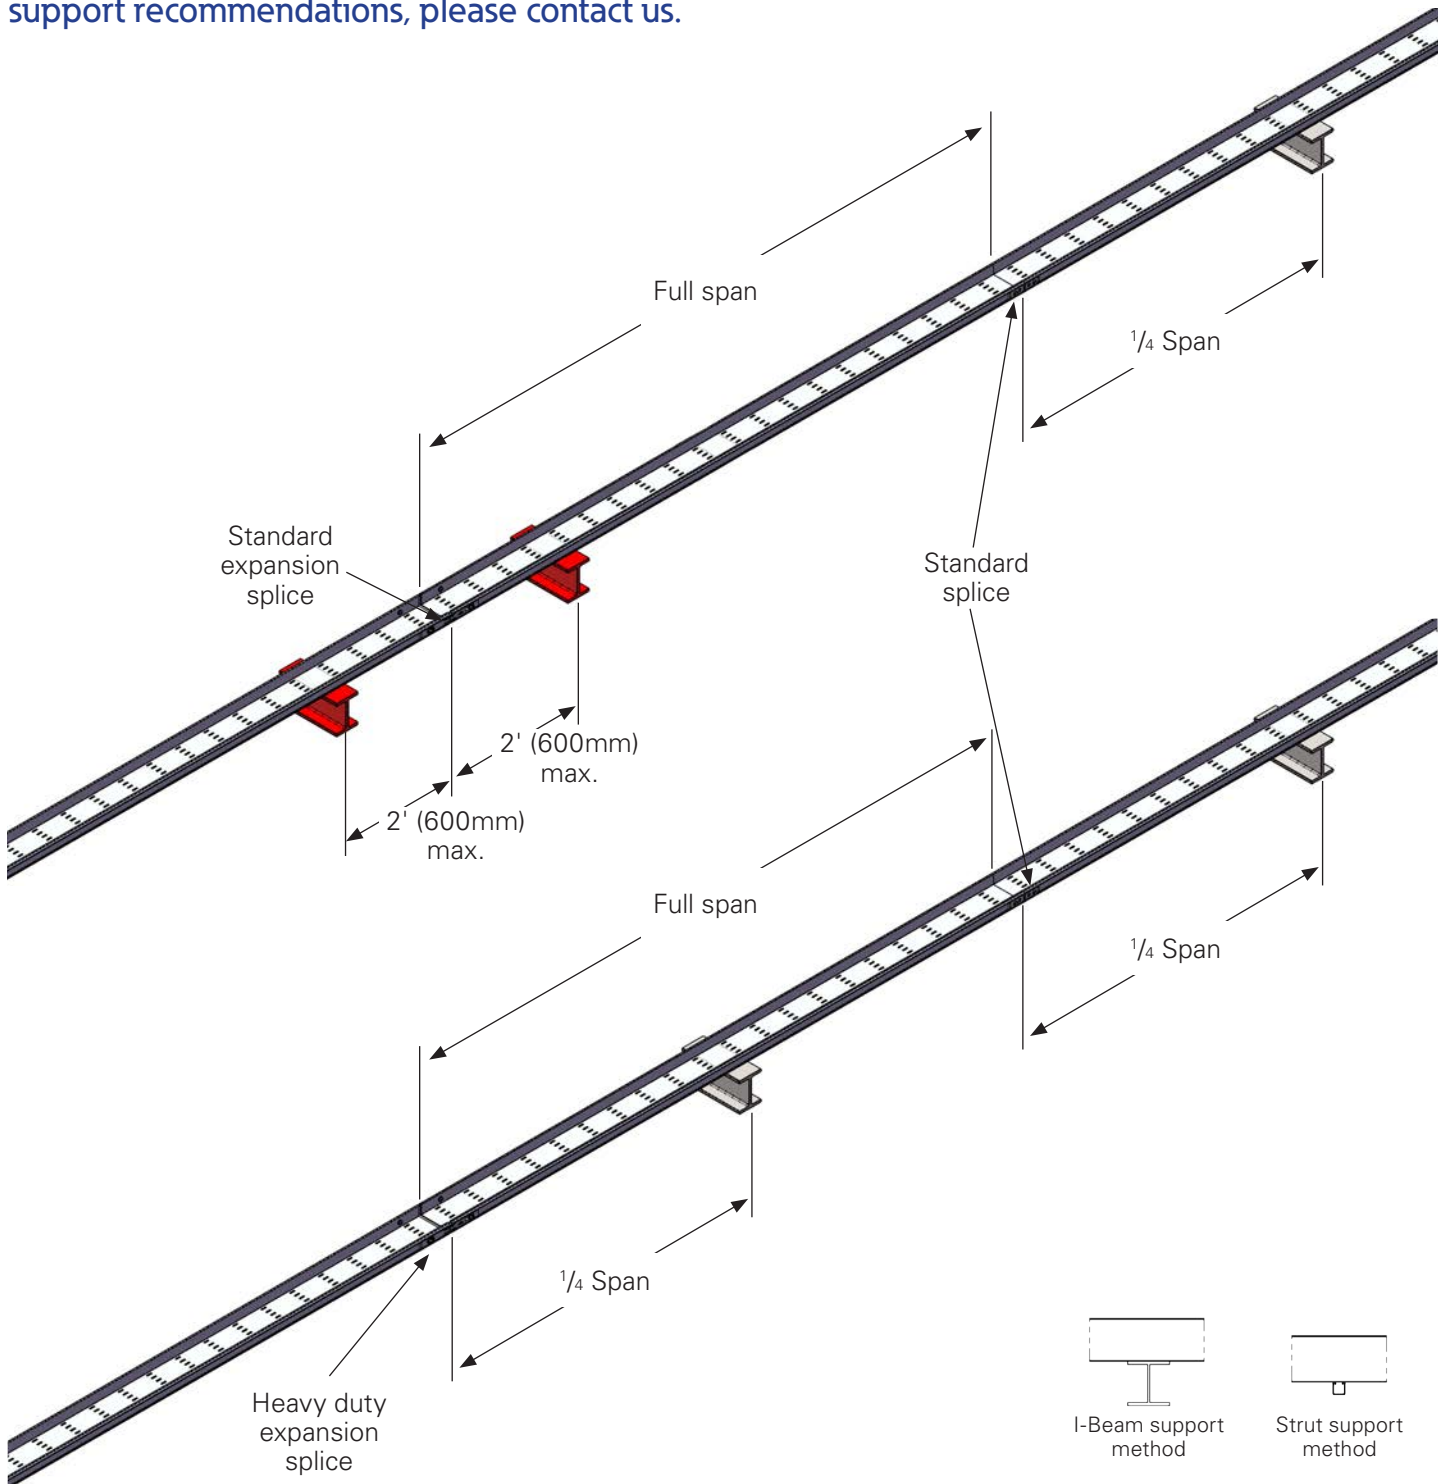 support recommendations, please contact us.
Full span
1/4 Span
Standard
expansion
splice
Standard
splice
2' (600mm)
max.
2' (600mm)
max.
Full span
1/4 Span
1/4 Span
Heavy duty
expansion
splice
I-Beam support
method
Strut support
method